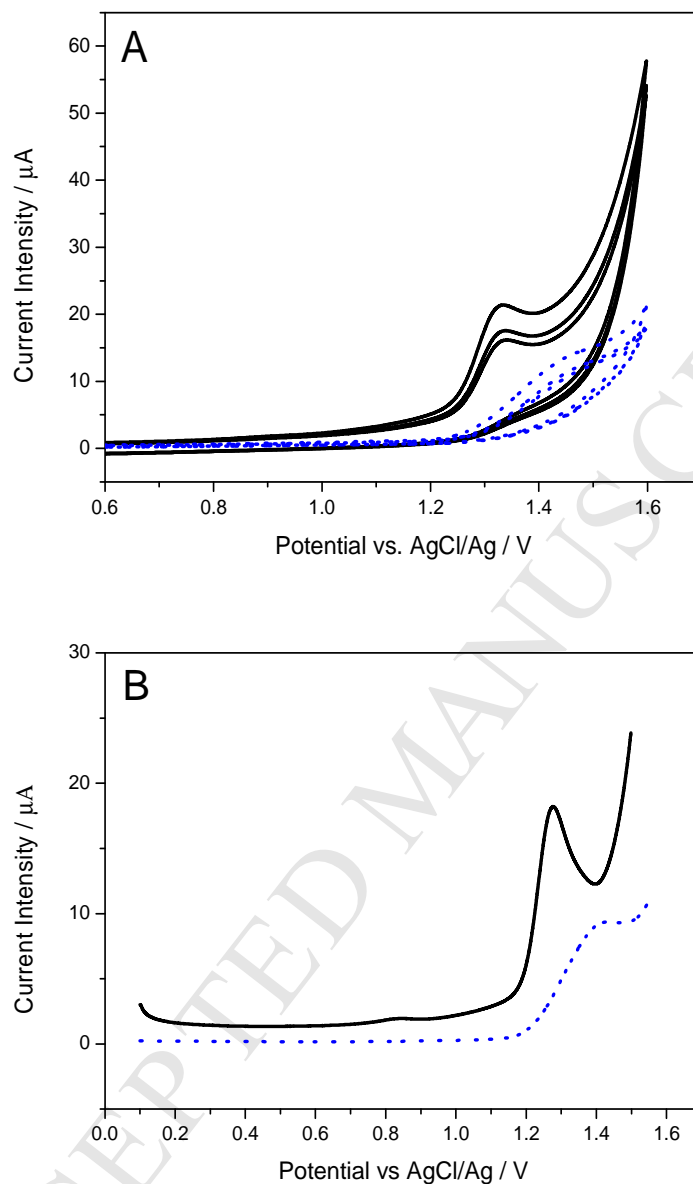 A
60
50
40
30
20
10
0
0.6 0.8 1.0 1.2 1.4 1.6
Current Intensity / μA
Potential vs. AgCl/Ag / V
B
30
20
10
0
0.0 0.2 0.4 0.6 0.8 1.0 1.2 1.4 1.6
Current Intensity / μA
Potential vs AgCl/Ag / V
EPTED MANUSC